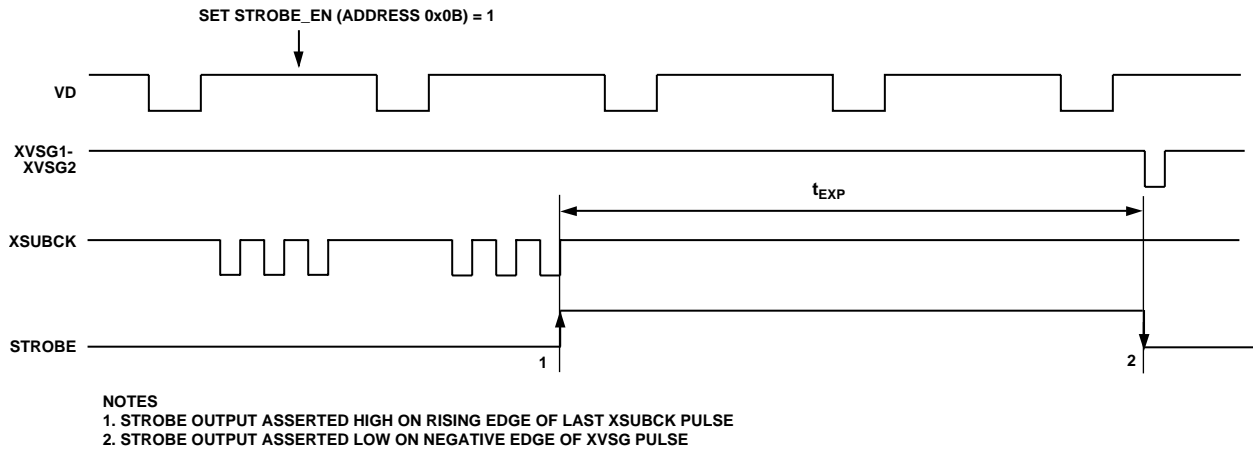 SET STROBE_EN (ADDRESS 0x0B) = 1
VD
XVSG1-
XVSG2
tEXP
XSUBCK
STROBE
1
2
NOTES
1. STROBE OUTPUT ASSERTED HIGH ON RISING EDGE OF LAST XSUBCK PULSE
2. STROBE OUTPUT ASSERTED LOW ON NEGATIVE EDGE OF XVSG PULSE